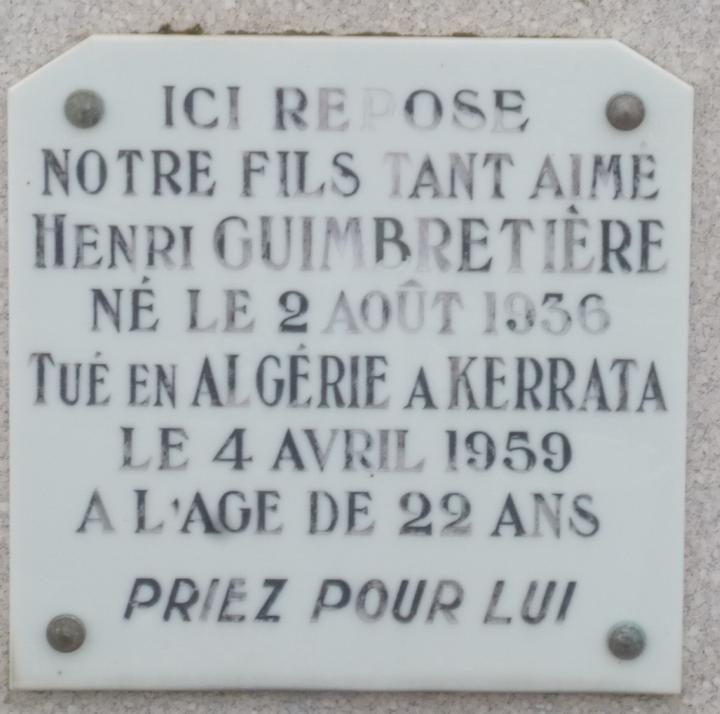 ICI REPOSE
NOTRE FILS TANT AIMÉ
HENRI GUIMBRETIÈRE
NÉ LE 2 AOÛT 1936
TUÉ EN ALGÉRIE A KERRATA
LE 4 AVRIL 1959
A L'AGE DE 22 ANS
PRIEZ POUR LUI